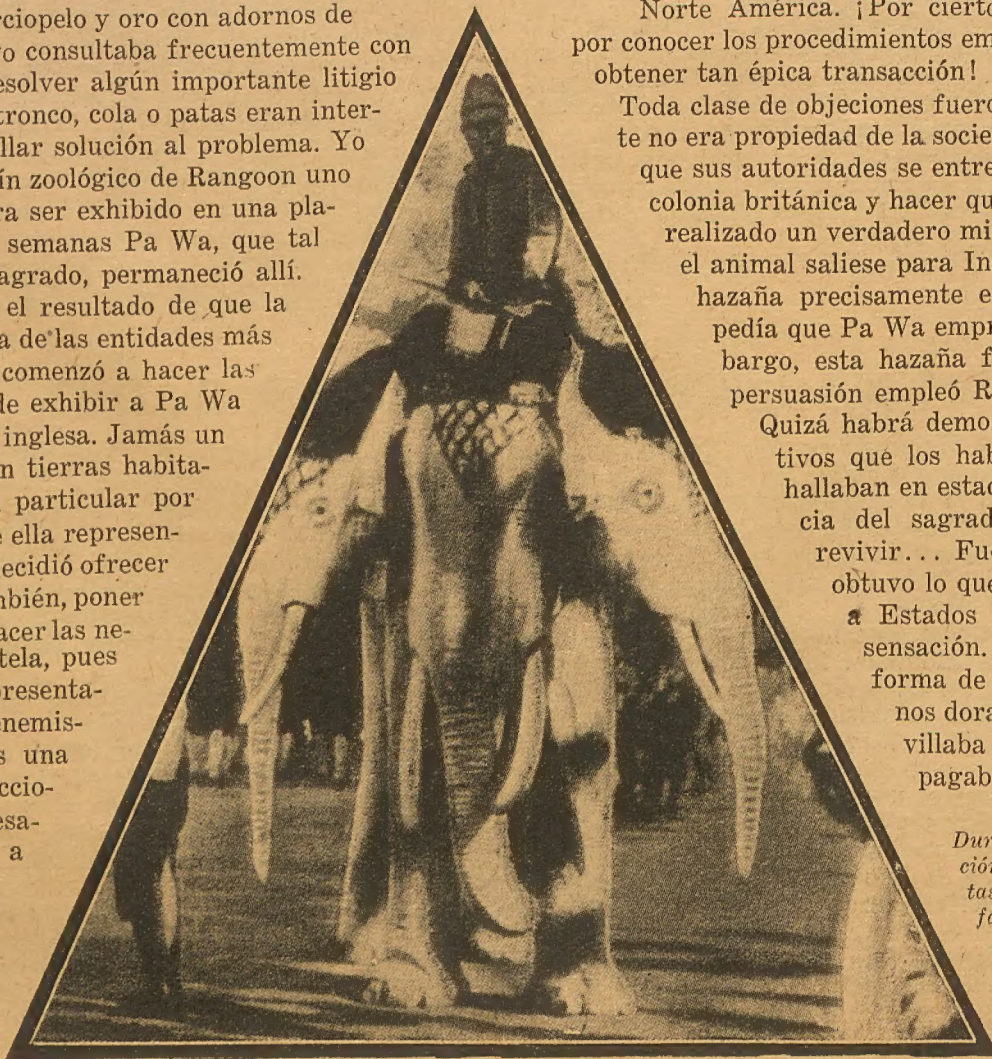 rciopelo y oro con adornos de
o consultaba frecuentemente con
esolver algún importante litigio
tronco, cola o patas eran inter-
llar solución al problema. Yo
ín zoológico de Rangoon uno
ra ser exhibido en una pla-
semanas Pa Wa, que tal
agrado, permaneció allí.
el resultado de que la
a de las entidades más
comenzó a hacer las
de exhibir a Pa Wa
inglesa. Jamás un
n tierras habita-
particular por
e ella represen-
ecidió ofrecer
mbién, poner
acer las ne-
tela, pues
presenta-
enemis-
s una
ccio-
esa-
a
Norte América. ¡Por cierto
por conocer los procedimientos em
obtener tan épica transacción!
Toda clase de objeciones fuero
te no era propiedad de la socie
que sus autoridades se entre
colonia británica y hacer qu
realizado un verdadero mi
el animal saliese para In
hazaña precisamente e
pedía que Pa Wa empr
bargo, esta hazaña f
persuasión empleó R
Quizá habrá demo
tivos que los hab
hallaban en estad
cia del sagrad
revivir... Fue
obtuvo lo que
a Estados
sensación.
forma de
nos dora
villaba
pagab
Dur
ción
tas
fo